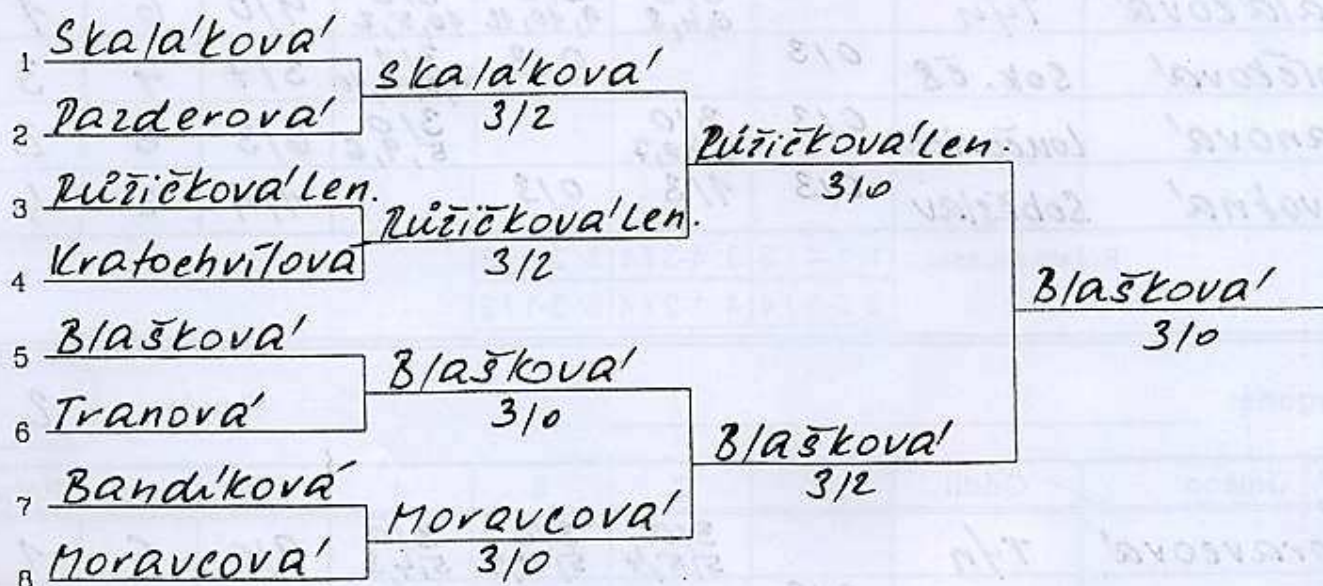 1 Skaláková
Skaláková
2 Pazderová
3/2
Růžičková Len.
3/0
3 Růžičková Len.
Růžičková Len.
4 Kratochvílová
3/2
Blašková
3/0
5 Blašková
Blašková
6 Tranová
3/0
Blašková
3/2
7 Bandíková
Moravcová
8 Moravcová
3/0